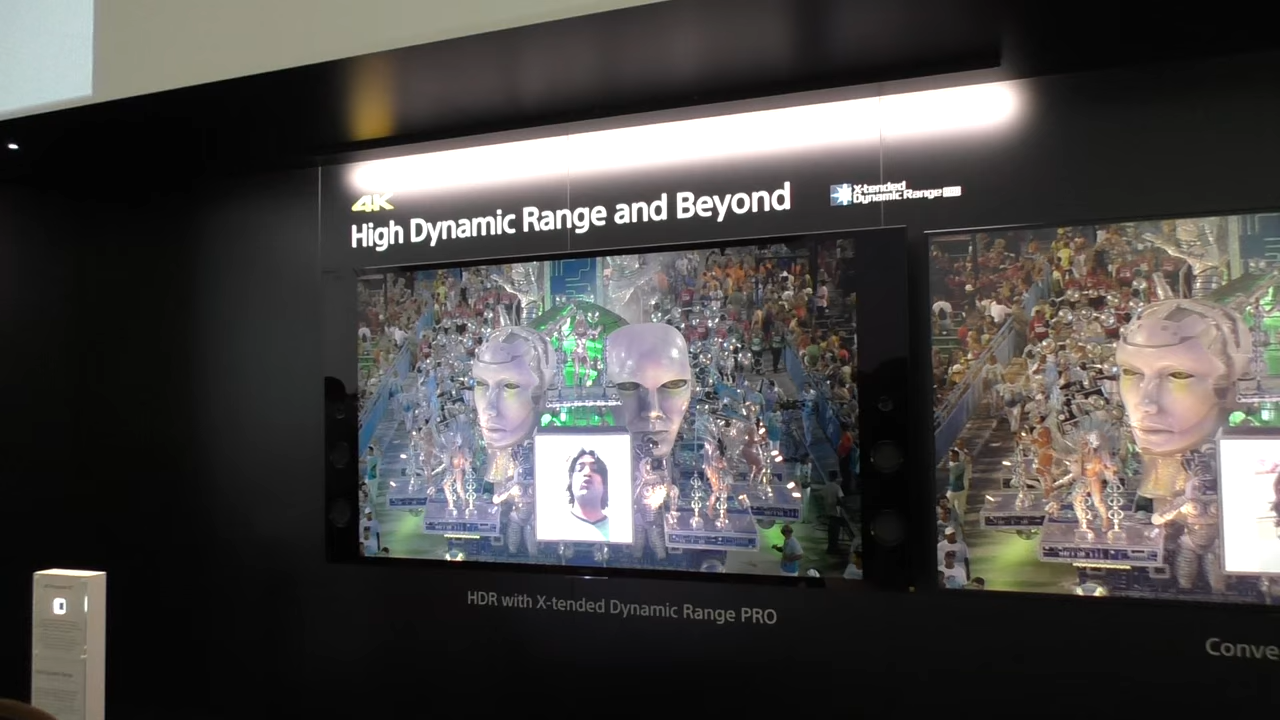 4K
High Dynamic Range and Beyond
X-tended
Dynamic Range
HDR with X-tended Dynamic Range PRO
Conve